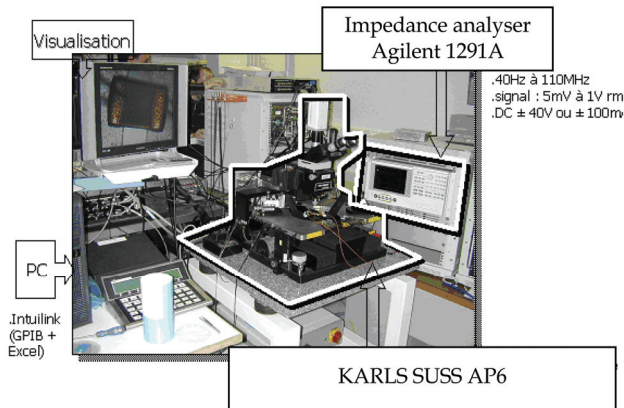 Impedance analyser
Agilent 1291A
Visualisation
.40Hz à 110MHz
.signal : 5mV à 1V rm
.DC ± 40V ou ± 100m
PC
.Intuilink
(GPIB +
Excel)
KARLS SUSS AP6